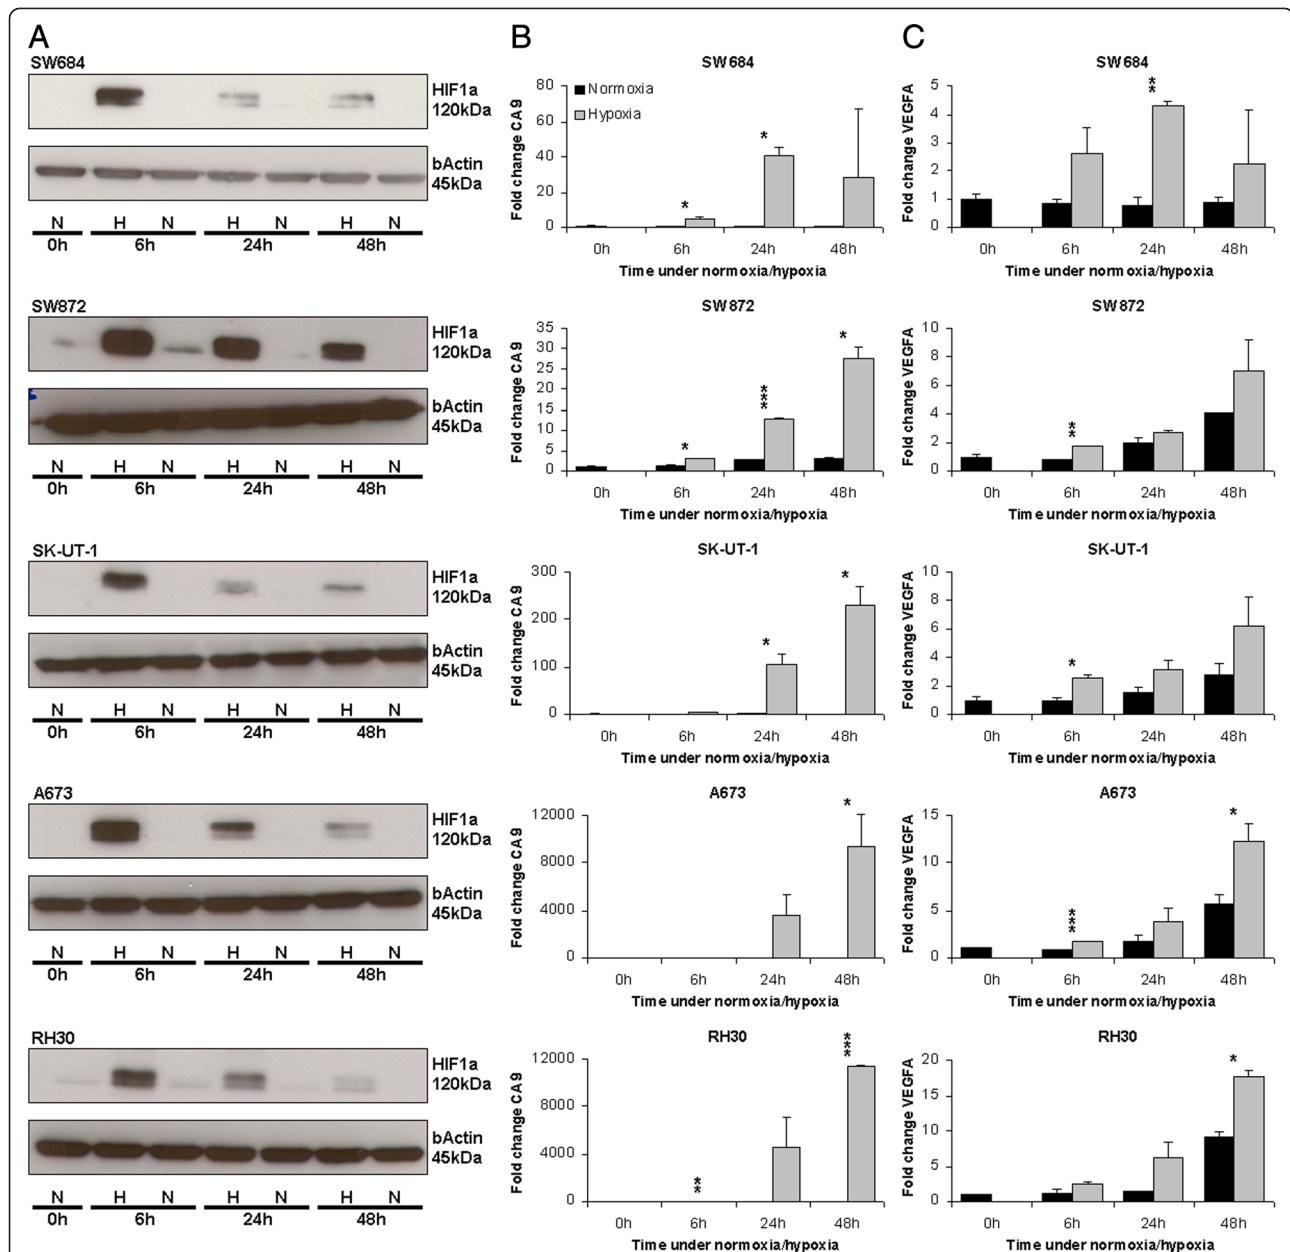 A
SW684
HIF1a
120kDa
bActin
45kDa
N H N H N H N
0h 6h 24h 48h
SW872
HIF1a
120kDa
bActin
45kDa
N H N H N H N
0h 6h 24h 48h
SK-UT-1
HIF1a
120kDa
bActin
45kDa
N H N H N H N
0h 6h 24h 48h
A673
HIF1a
120kDa
bActin
45kDa
N H N H N H N
0h 6h 24h 48h
RH30
HIF1a
120kDa
bActin
45kDa
N H N H N H N
0h 6h 24h 48h
B
SW684
Fold change CA9
80
60
40
20
0
Normoxia
Hypoxia
*
*
0h 6h 24h 48h
Time under normoxia/hypoxia
SW872
Fold change CA9
35
30
25
20
15
10
5
0
*
***
*
0h 6h 24h 48h
Time under normoxia/hypoxia
SK-UT-1
Fold change CA9
300
200
100
0
*
*
0h 6h 24h 48h
Time under normoxia/hypoxia
A673
Fold change CA9
12000
8000
4000
0
*
0h 6h 24h 48h
Time under normoxia/hypoxia
RH30
Fold change CA9
12000
8000
4000
0
**
***
0h 6h 24h 48h
Time under normoxia/hypoxia
C
SW684
Fold change VEGFA
5
4
3
2
1
0
**
0h 6h 24h 48h
Time under normoxia/hypoxia
SW872
Fold change VEGFA
10
8
6
4
2
0
**
0h 6h 24h 48h
Time under normoxia/hypoxia
SK-UT-1
Fold change VEGFA
10
8
6
4
2
0
*
0h 6h 24h 48h
Time under normoxia/hypoxia
A673
Fold change VEGFA
15
10
5
0
***
*
0h 6h 24h 48h
Time under normoxia/hypoxia
RH30
Fold change VEGFA
20
15
10
5
0
*
0h 6h 24h 48h
Time under normoxia/hypoxia